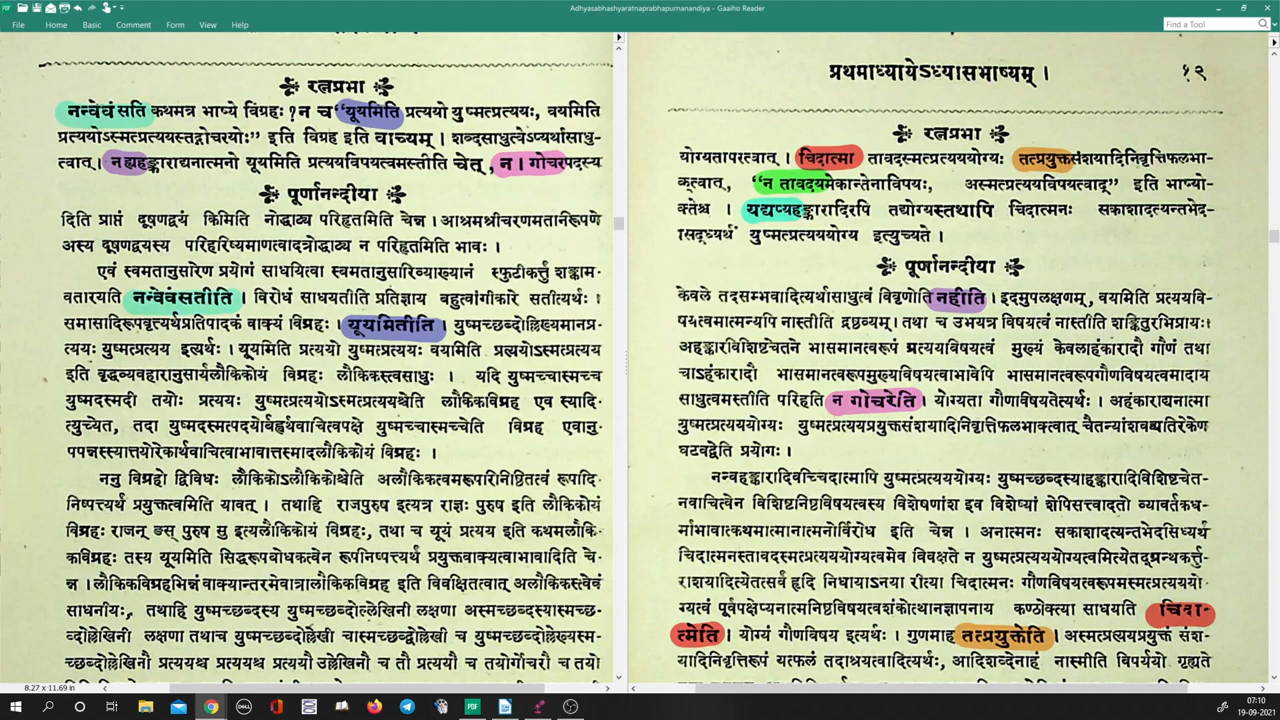 Adhyasabhashyaratnaprabhapurnanandiya - Gaaiho Reader
File Home Basic Comment Form View Help
Find a Tool
रत्नप्रभा
नन्वेवं सति कथमत्र भाष्ये विग्रहः ? न च “यूयमिति प्रत्ययो युष्मत्प्रत्ययः, वयमिति
प्रत्ययोऽस्मत्प्रत्ययस्तद्गोचरयोः” इति विग्रह इति वाच्यम् । शब्दसाधुत्वेऽप्यर्थासाधु-
त्वात् । न ह्यहङ्काराद्यनात्मनो यूयमिति प्रत्ययविषयत्वमस्तीति चेत्, न । गोचरपदस्य
पूर्णानन्दीया
दिति प्राप्तं दूषणद्वयं किमिति नोद्धाव्य परिहृतमिति चेन्न । आश्रमश्रीचरणमतानिरूपणे
अस्य दूषणद्वयस्य परिहरिष्यमाणत्वादत्रोद्धाव्य न परिहृतमिति भावः ।
एवं स्वमतानुसारेण प्रयोगं साधयित्वा स्वमतानुसारिव्याख्यानं स्फुटीकर्त्तुं शङ्काम-
वतारयति नन्वेवंसतीति । विरोधं साधयतीति प्रतिज्ञाय बहुत्वांगीकारे सतीत्यर्थः ।
समासादिरूपवृत्यर्थप्रतिपादकं वाक्यं विग्रहः । यूयमितीति । युष्मच्छब्दोल्लिख्यमानप्र-
त्ययः युष्मत्प्रत्यय इत्यर्थः । यूयमिति प्रत्ययो युष्मत्प्रत्ययः वयमिति प्रत्ययोऽस्मत्प्रत्यय
इति वृद्धव्यवहारानुसार्यलौकिकोयं विग्रहः लौकिकस्त्वसाधुः । यदि युष्मच्चास्मच्च
युष्मदस्मदी तयोः प्रत्ययः युष्मत्प्रत्ययोऽस्मत्प्रत्ययश्चेति लौकिकविग्रह एव स्यादि-
त्युच्येत, तदा युष्मदस्मत्पदयोर्बह्वर्थवाचित्वपक्षे युष्मच्चास्मच्चेति विग्रह एवानु-
पपन्नस्स्यात्तयोरेकार्थवाचित्वाभावात्तस्मादलौकिकोयं विग्रहः ।
ननु विग्रहो द्विविधः लौकिकोऽलौकिकोश्चेति अलौकिकत्वमरूपारिनिष्ठितत्वं रूपादि-
निष्पत्त्यर्थं प्रयुक्तत्वमिति यावत् । तथाहि राजपुरुष इत्यत्र राज्ञः पुरुष इति लौकिकोयं
विग्रहः राजन् ङस् पुरुष सु इत्यलौकिकोयं विग्रहः, तथा च यूयं प्रत्यय इति कथमलौकि-
कविग्रहः तस्य यूयमिति सिद्धरूपबोधकत्वेन रूपनिष्पत्त्यर्थं प्रयुक्तवाक्यत्वाभावादिति चे-
न्न । लौकिकविग्रहभिन्नं वाक्यान्तरमेवात्रालौकिकविग्रह इति विवक्षितत्वात् अलौकिकस्त्वेवं
साधनीयः, तथाहि युष्मच्छब्दस्य युष्मच्छब्दोल्लेखिनी लक्षणा अस्मच्छब्दस्यास्मच्छ-
ब्दोल्लेखिनी लक्षणा तथाच युष्मच्छब्दोल्लेखी चास्मच्छब्दोल्लेखी च युष्मच्छब्दोल्लेख्यस्म-
च्छब्दोल्लेखिनौ प्रत्ययश्च प्रत्ययश्च प्रत्ययौ उल्लेखिनौ च तौ प्रत्ययौ च तयोर्गोचरौ च तयो-
प्रथमाध्यायेऽध्यासभाष्यम् । १२
रत्नप्रभा
योग्यतापरत्वात् । चिदात्मा तावदस्मत्प्रत्यययोग्यः तत्प्रयुक्तसंशयादिनिवृत्तिफलभा-
क्त्वात्, “न तावदयमेकान्तेनाविषयः, अस्मत्प्रत्ययविषयत्वाद्” इति भाष्यो-
क्तेश्च । यद्यप्यहङ्कारादिरपि तद्योग्यस्तथापि चिदात्मनः सकाशादत्यन्तभेद-
सिद्ध्यर्थं युष्मत्प्रत्यययोग्य इत्युच्यते ।
पूर्णानन्दीया
केवले तदसम्भवादित्यर्थासाधुत्वं विवृणोति नहीति । इदमुपलक्षणम्, वयमिति प्रत्ययवि-
षयत्वमात्मन्यपि नास्तीति द्रष्टव्यम् । तथा च उभयत्र विषयत्वं नास्तीति शङ्कितुरभिप्रायः ।
अहङ्कारविशिष्टचेतने भासमानत्वरूपं प्रत्ययविषयत्वं मुख्यं केवलाहंकारादौ गौणं तथा
चाऽहंकारादौ भासमानत्वरूपमुख्यविषयत्वाभावेपि भासमानत्वरूपगौणविषयत्वमादाय
साधुत्वमस्तीति परिहति न गोचरेति । योग्यता गौणविषयतेत्यर्थः । अहंकाराद्यनात्मा
युष्मत्प्रत्यययोग्यः युष्मत्प्रत्ययप्रयुक्तसंशयादिनिवृत्तिफलभाक्त्वात् चैतन्यांशवद्व्यतिरेकेण
घटवद्वेति प्रयोगः ।
नन्वहङ्कारादिवच्चिदात्मापि युष्मत्प्रत्यययोग्यः युष्मच्छब्दस्याहङ्कारादिविशिष्टचेत-
नवाचित्वेन विशिष्टनिष्ठविषयत्वस्य विशेषणांश इव विशेष्यां शेपिसत्त्वादतो व्यावर्तकध-
र्माभावात्कथमात्मानात्मनोर्विरोध इति चेन्न । अनात्मनः सकाशादत्यन्तभेदसिध्यर्थं
चिदात्मनस्तावदस्मत्प्रत्यययोग्यत्वमेव विवक्षते न युष्मत्प्रत्यययोग्यत्वमित्येतद्ग्रन्थकर्त्तु-
राशयादित्येतत्सर्वं हृदि निधायाऽनया रीत्या चिदात्मनः गौणविषयत्वरूपमस्मत्प्रत्यययो-
ग्यत्वं पूर्वपक्षेप्यनात्मनिष्ठविषयत्वशंकोत्थानज्ञापनाय कण्ठोक्त्या साधयति चिदा-
त्मेति । योग्यं गौणविषय इत्यर्थः । गुणमाह तत्प्रयुक्तेति । अस्मत्प्रत्ययप्रयुक्तं संश-
यादिनिवृत्तिरूपं यत्फलं तदाश्रयत्वादित्यर्थः, आदिशब्देनाहं नास्मीति विपर्ययो गृह्यते
8.27 x 11.69 in
07:10
19-09-2021